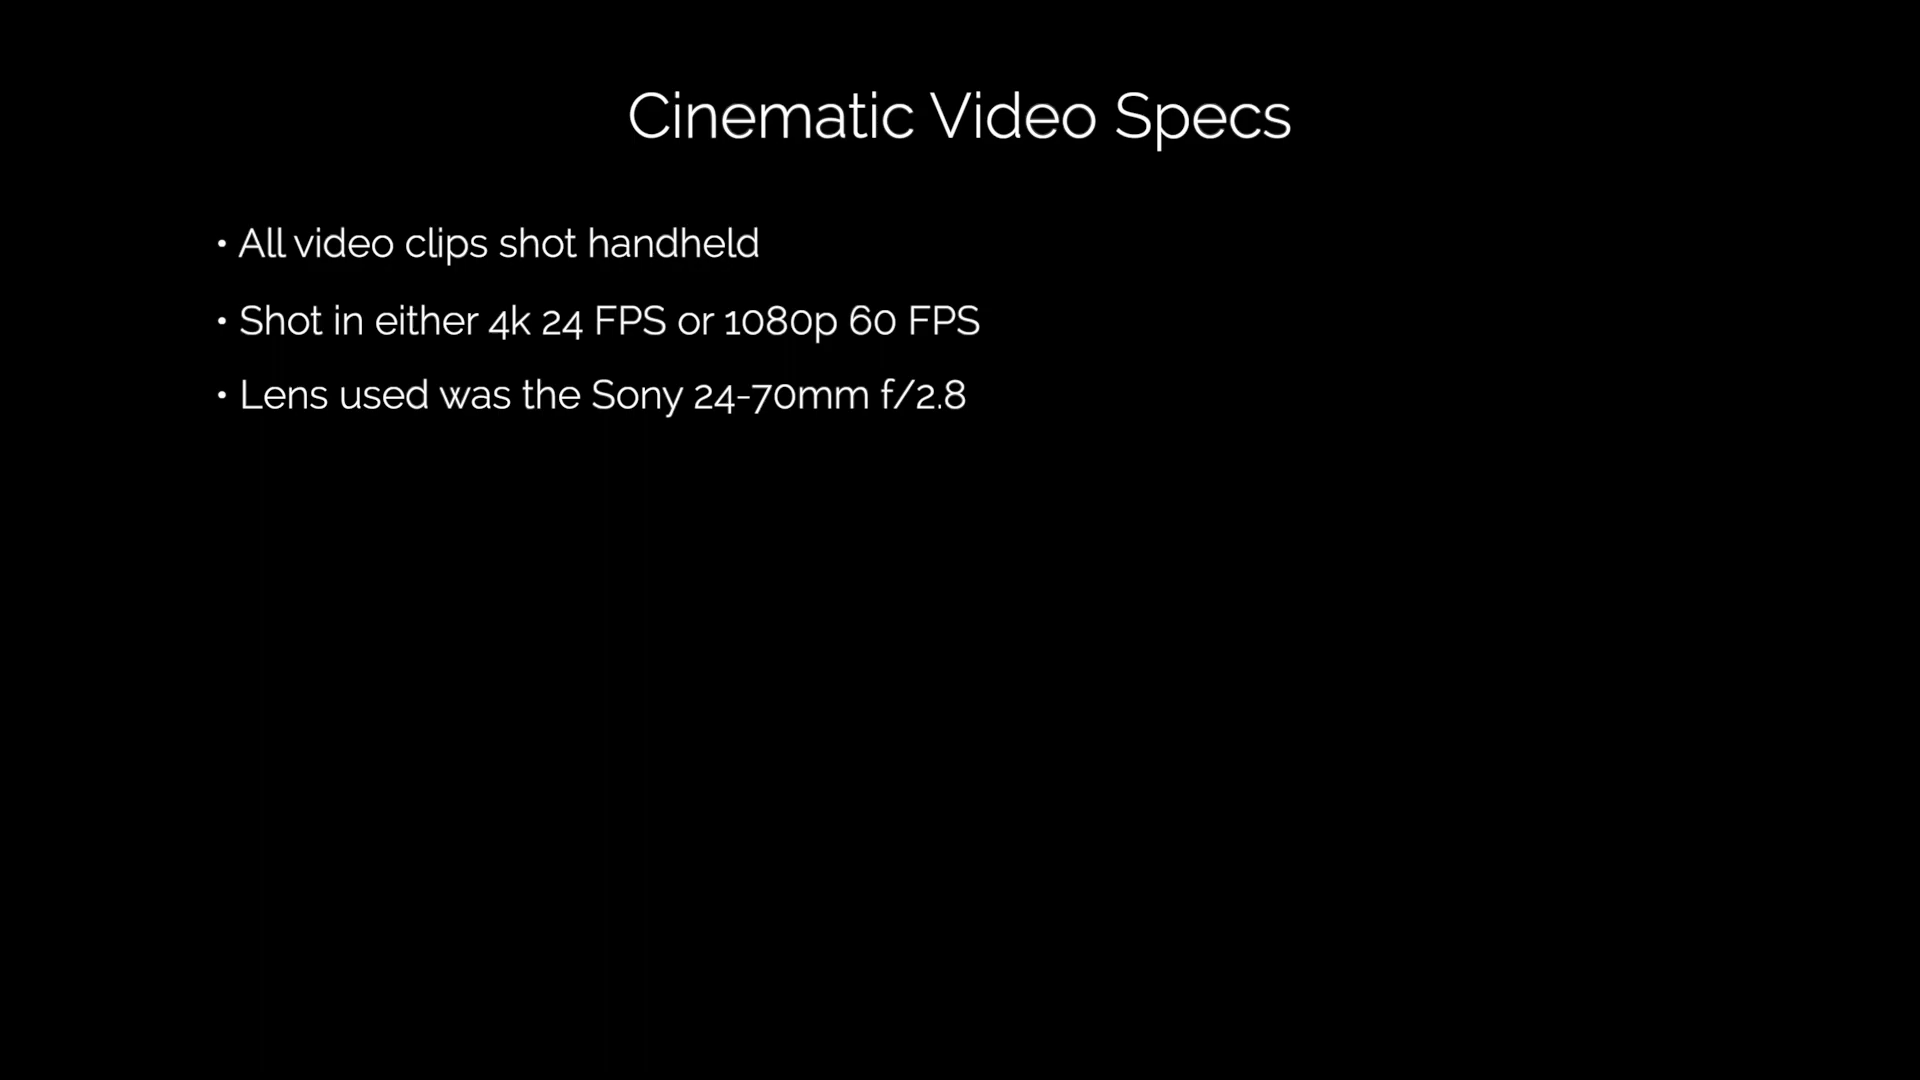 Cinematic Video Specs
• All video clips shot handheld
• Shot in either 4k 24 FPS or 1080p 60 FPS
• Lens used was the Sony 24-70mm f/2.8